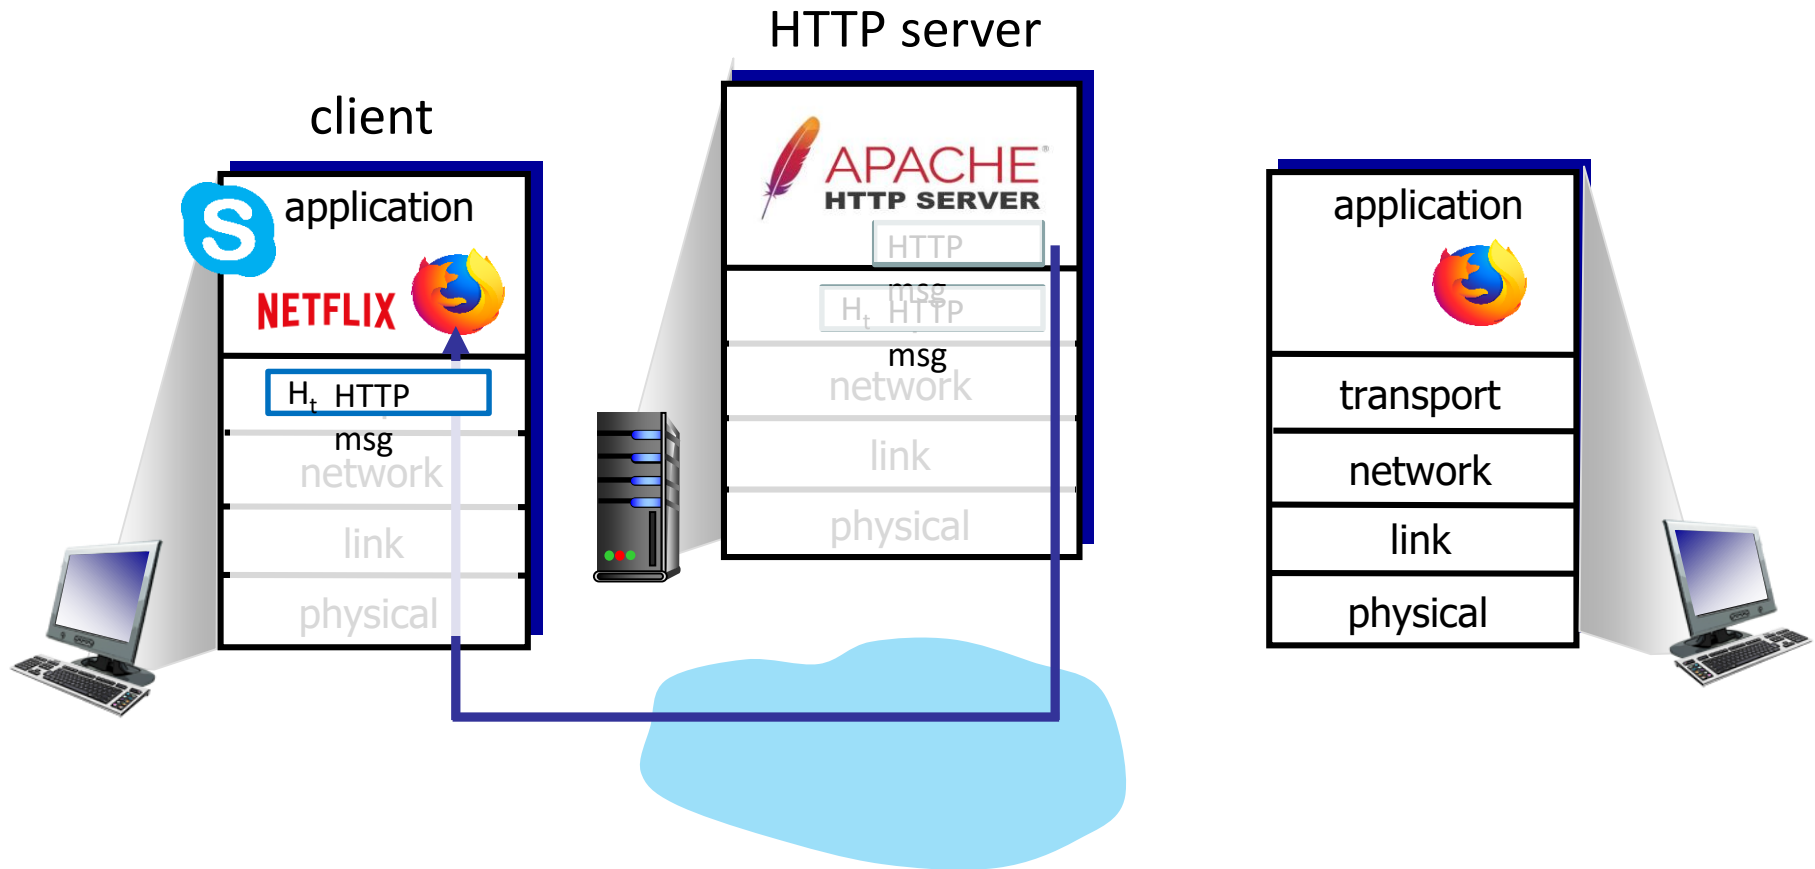 HTTP server
client
APACHE®
HTTP SERVER
HTTP
msg
Ht HTTP
msg
network
link
physical
S
application
NETFLIX
Ht HTTP
msg
network
link
physical
application
transport
network
link
physical